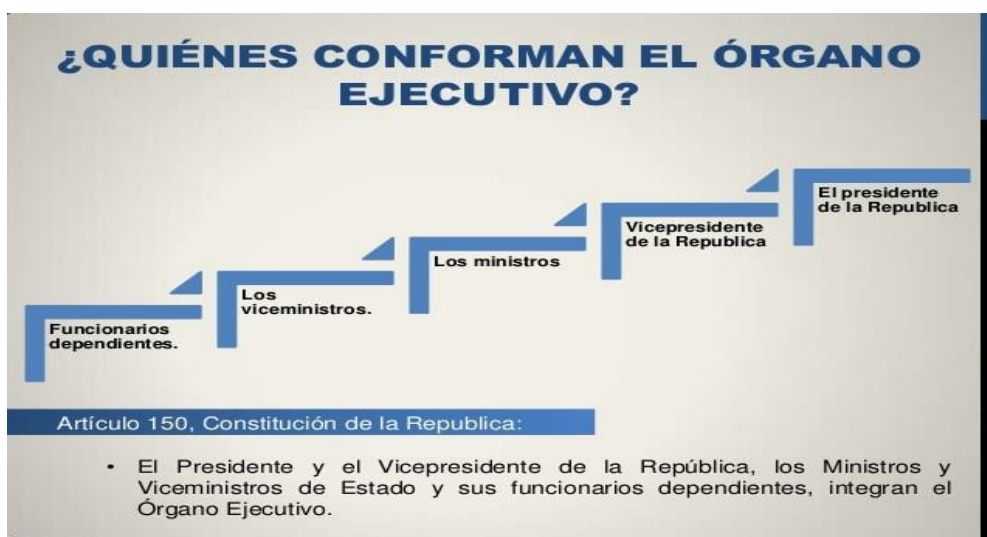 ¿QUIÉNES CONFORMAN EL ÓRGANO
EJECUTIVO?
El presidente
de la Republica
Vicepresidente
de la Republica
Los ministros
Los
viceministros.
Funcionarios
dependientes.
Artículo 150, Constitución de la Republica:
• El Presidente y el Vicepresidente de la República, los Ministros y
Viceministros de Estado y sus funcionarios dependientes, integran el
Órgano Ejecutivo.